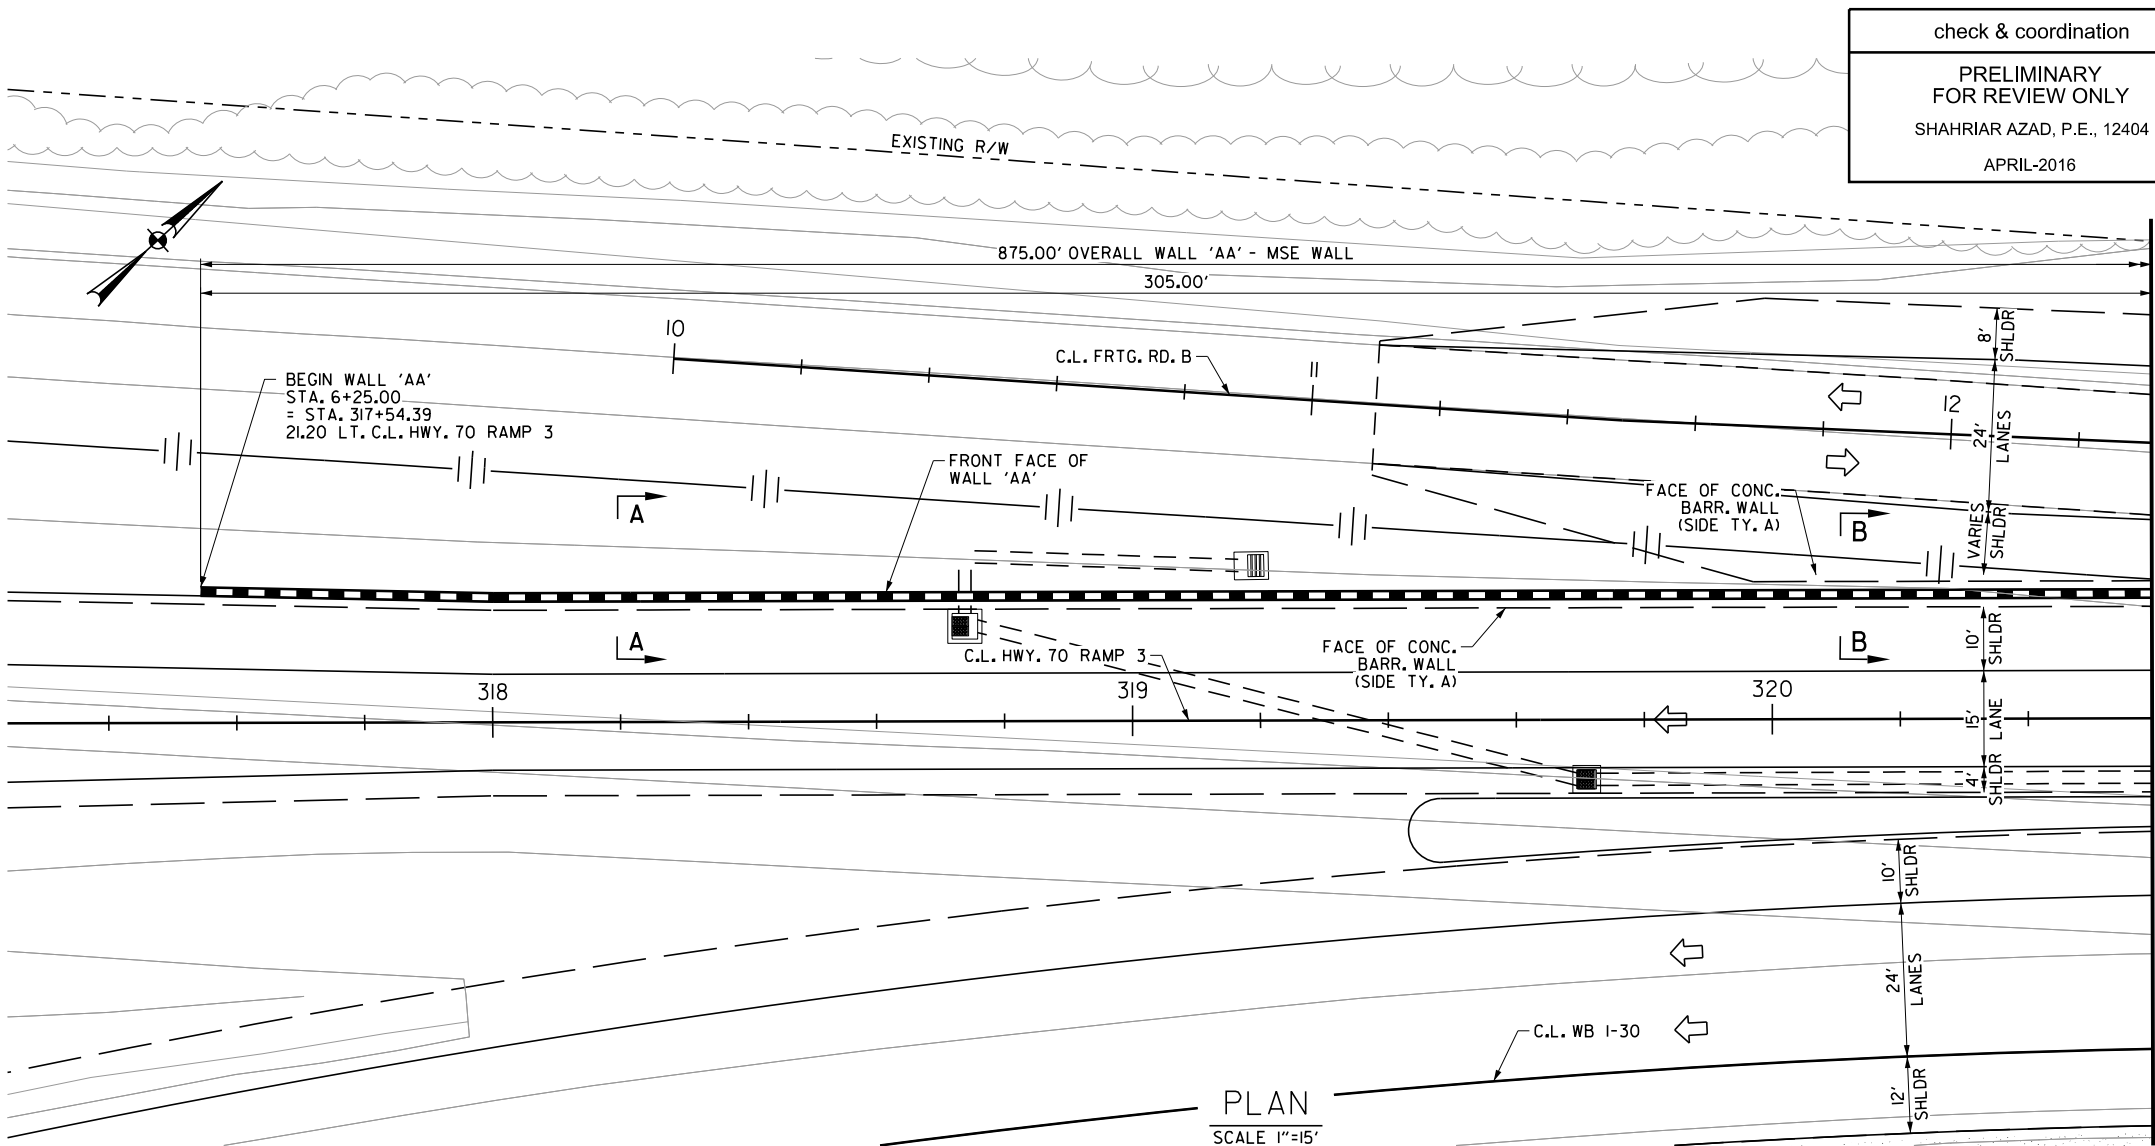 check & coordination
PRELIMINARY
FOR REVIEW ONLY
SHAHRIAR AZAD, P.E., 12404
APRIL-2016
EXISTING R/W
875.00' OVERALL WALL 'AA' - MSE WALL
305.00'
10
C.L. FRTG. RD. B
11
12
8'
SHLDR
24'
LANES
VARIES
SHLDR
BEGIN WALL 'AA'
STA. 6+25.00
= STA. 317+54.39
21.20 LT. C.L. HWY. 70 RAMP 3
FRONT FACE OF
WALL 'AA'
A
FACE OF CONC.
BARR. WALL
(SIDE TY. A)
B
A
C.L. HWY. 70 RAMP 3
FACE OF CONC.
BARR. WALL
(SIDE TY. A)
B
10'
SHLDR
318
319
320
15'
LANE
4'
SHLDR
10'
SHLDR
24'
LANES
C.L. WB I-30
12'
SHLDR
PLAN
SCALE 1"=15'